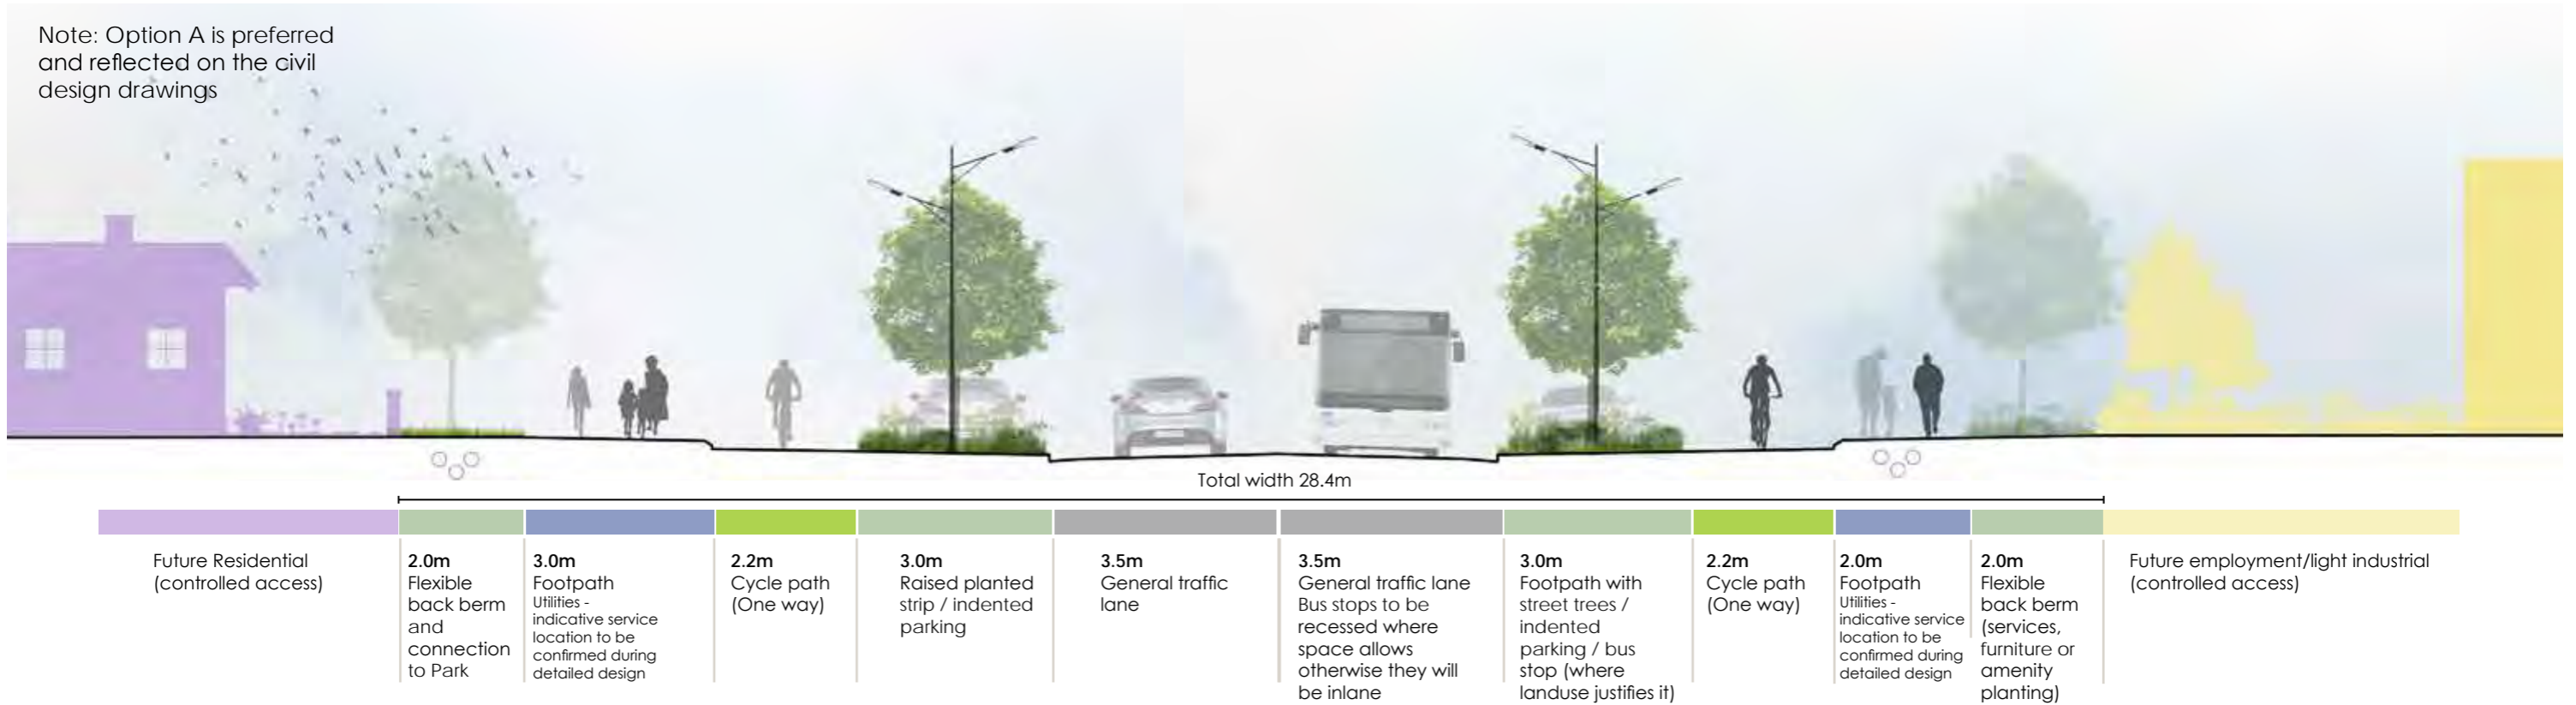 Note: Option A is preferred
and reflected on the civil
design drawings
Total width 28.4m
Future Residential
(controlled access)
2.0m
Flexible
back berm
and
connection
to Park
3.0m
Footpath
Utilities -
indicative service
location to be
confirmed during
detailed design
2.2m
Cycle path
(One way)
3.0m
Raised planted
strip / indented
parking
3.5m
General traffic
lane
3.5m
General traffic lane
Bus stops to be
recessed where
space allows
otherwise they will
be inlane
3.0m
Footpath with
street trees /
indented
parking / bus
stop (where
landuse justifies it)
2.2m
Cycle path
(One way)
2.0m
Footpath
Utilities -
indicative service
location to be
confirmed during
detailed design
2.0m
Flexible
back berm
(services,
furniture or
amenity
planting)
Future employment/light industrial
(controlled access)